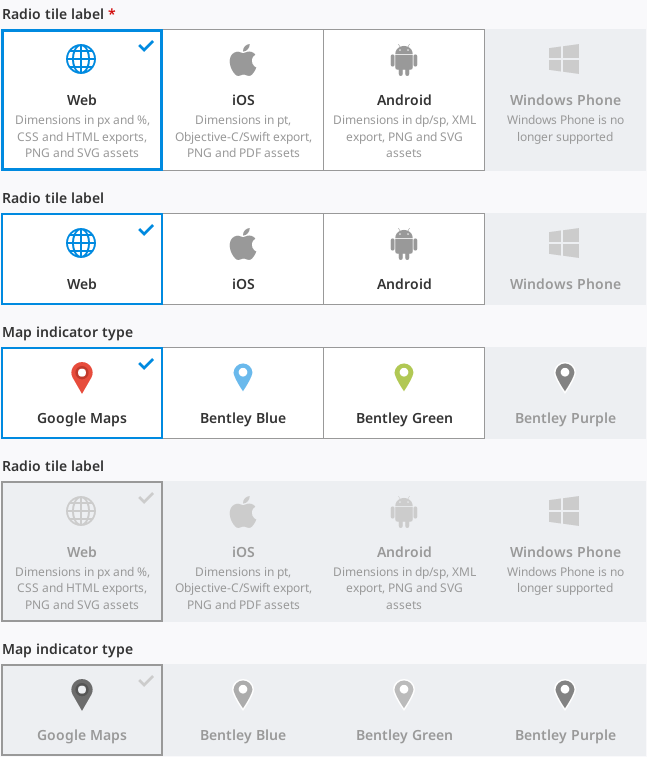 Radio tile label *
Web
Dimensions in px and %,
CSS and HTML exports,
PNG and SVG assets
iOS
Dimensions in pt,
Objective-C/Swift export,
PNG and PDF assets
Android
Dimensions in dp/sp, XML
export, PNG and SVG
assets
Windows Phone
Windows Phone is no
longer supported
Radio tile label
Web
iOS
Android
Windows Phone
Map indicator type
Google Maps
Bentley Blue
Bentley Green
Bentley Purple
Radio tile label
Web
Dimensions in px and %,
CSS and HTML exports,
PNG and SVG assets
iOS
Dimensions in pt,
Objective-C/Swift export,
PNG and PDF assets
Android
Dimensions in dp/sp, XML
export, PNG and SVG
assets
Windows Phone
Windows Phone is no
longer supported
Map indicator type
Google Maps
Bentley Blue
Bentley Green
Bentley Purple